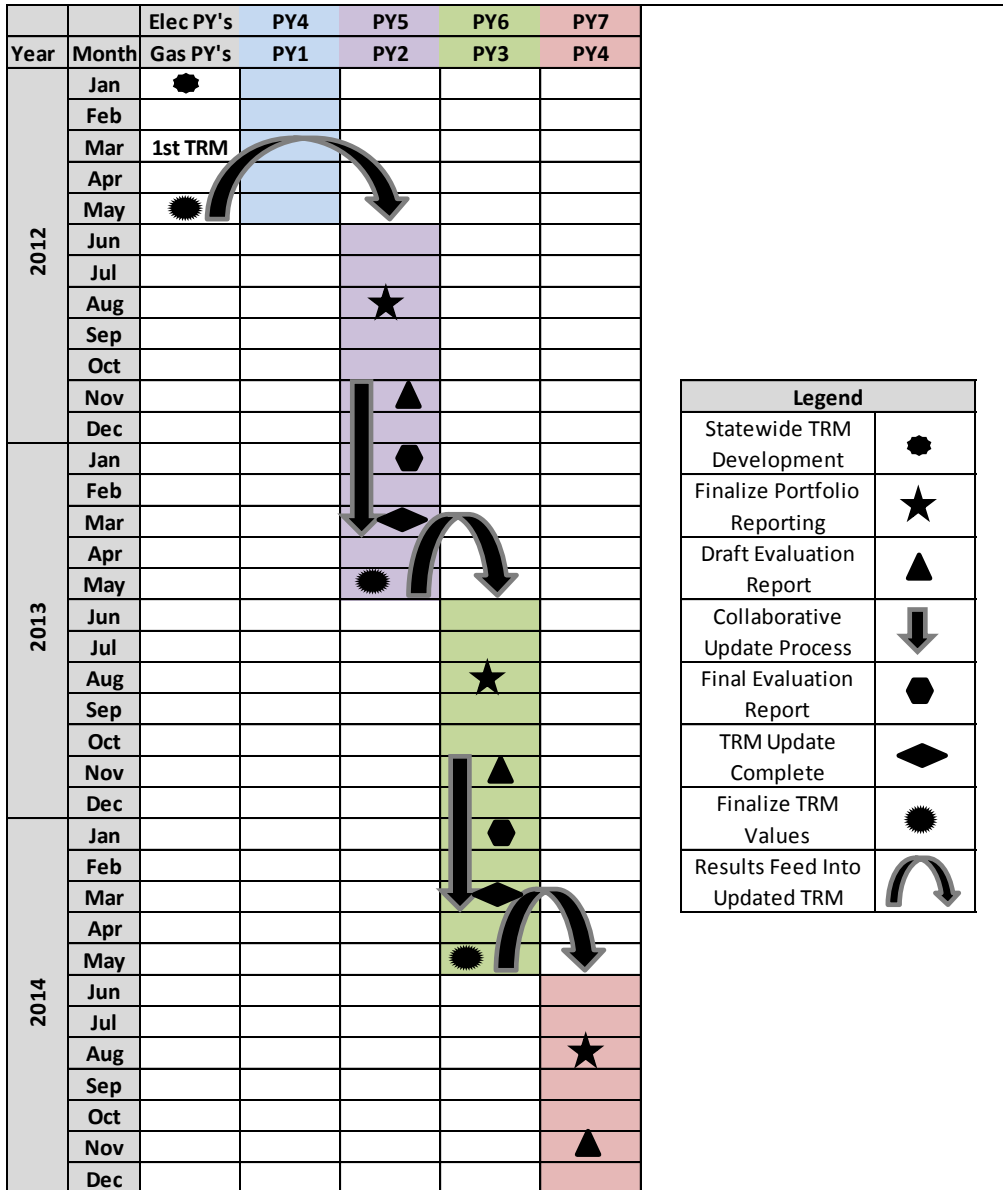 Elec PY's PY4 PY5 PY6 PY7
Year Month Gas PY's PY1 PY2 PY3 PY4
2012
Jan
Feb
Mar 1st TRM
Apr
May
Jun
Jul
Aug
Sep
Oct
Nov
Dec
2013
Jan
Feb
Mar
Apr
May
Jun
Jul
Aug
Sep
Oct
Nov
Dec
2014
Jan
Feb
Mar
Apr
May
Jun
Jul
Aug
Sep
Oct
Nov
Dec
Legend
Statewide TRM
Development
Finalize Portfolio
Reporting
Draft Evaluation
Report
Collaborative
Update Process
Final Evaluation
Report
TRM Update
Complete
Finalize TRM
Values
Results Feed Into
Updated TRM